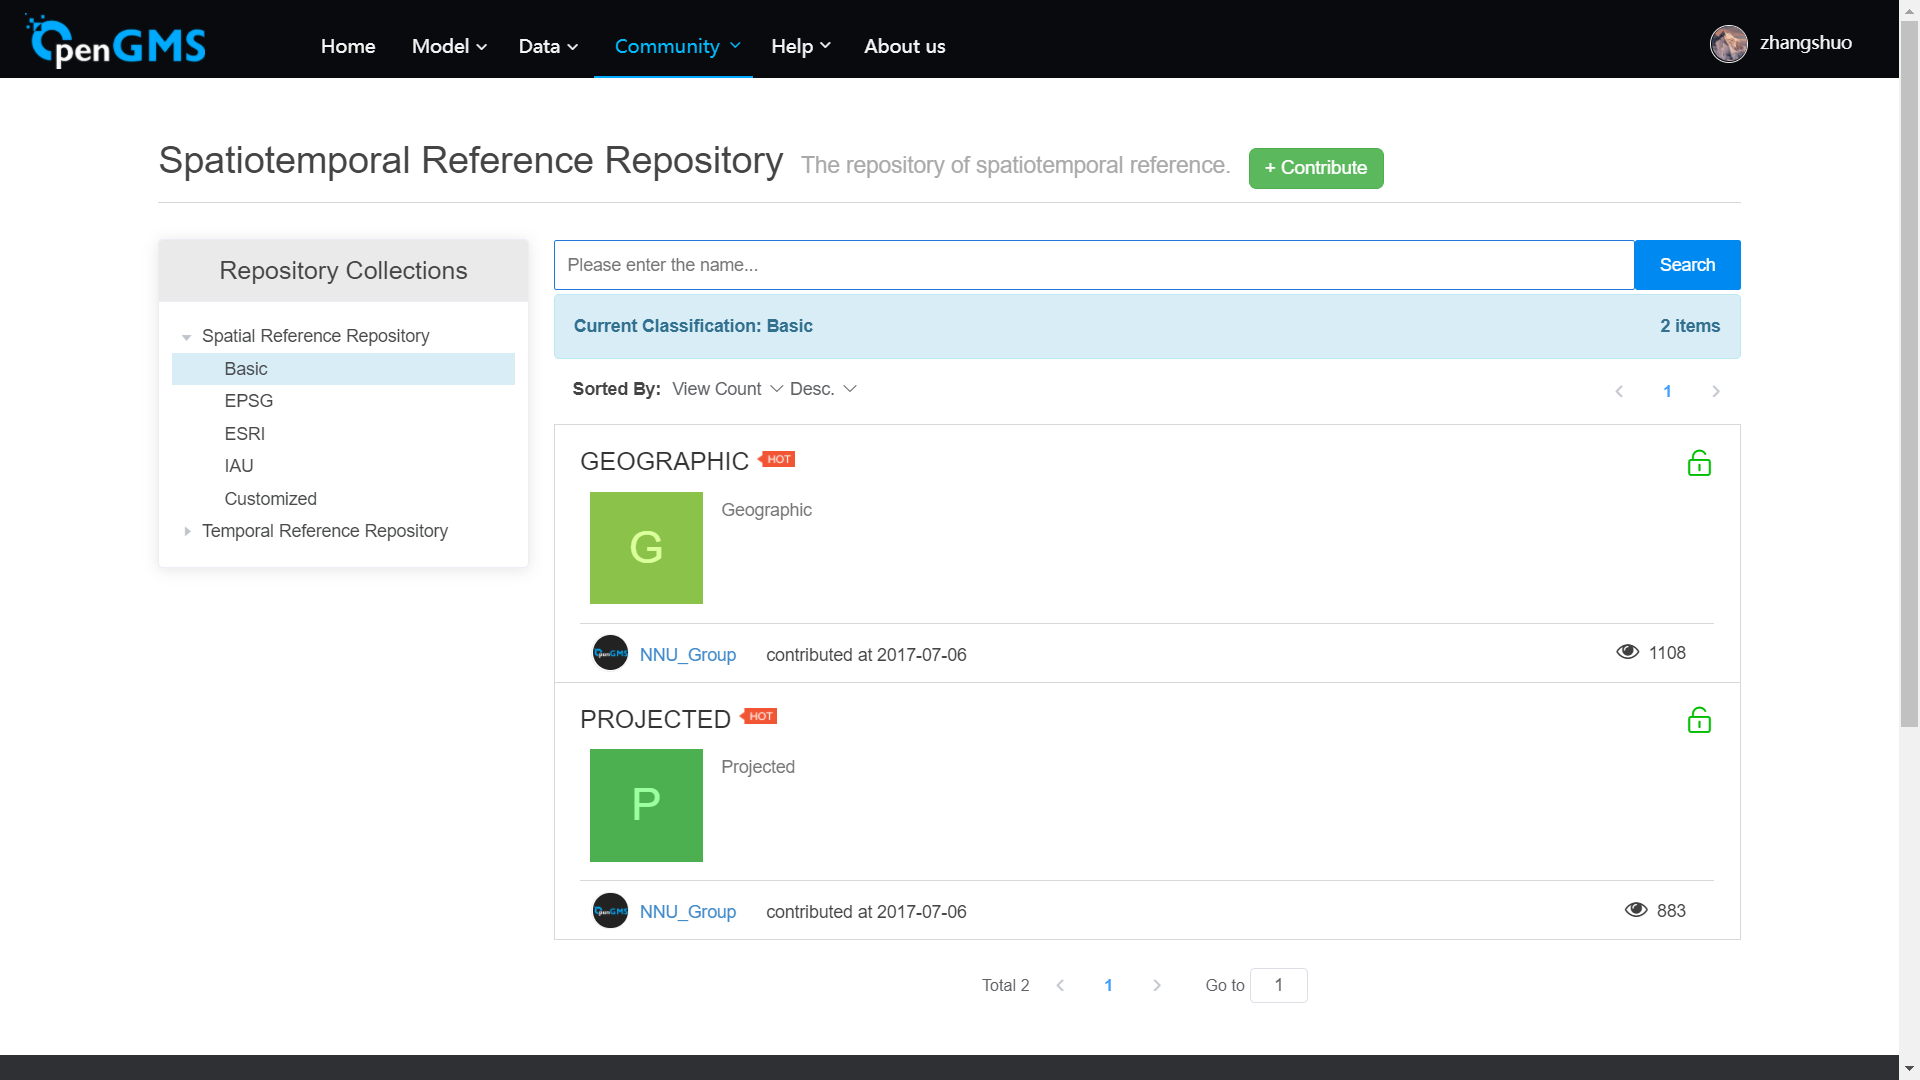 OpenGMS Home Model Data Community Help About us zhangshuo
Spatiotemporal Reference Repository The repository of spatiotemporal reference. + Contribute
Repository Collections
Spatial Reference Repository
Basic
EPSG
ESRI
IAU
Customized
Temporal Reference Repository
Please enter the name... Search
Current Classification: Basic 2 items
Sorted By: View Count Desc. 1
GEOGRAPHIC HOT
G
Geographic
OpenGMS NNU_Group contributed at 2017-07-06 1108
PROJECTED HOT
P
Projected
OpenGMS NNU_Group contributed at 2017-07-06 883
Total 2 1 Go to 1